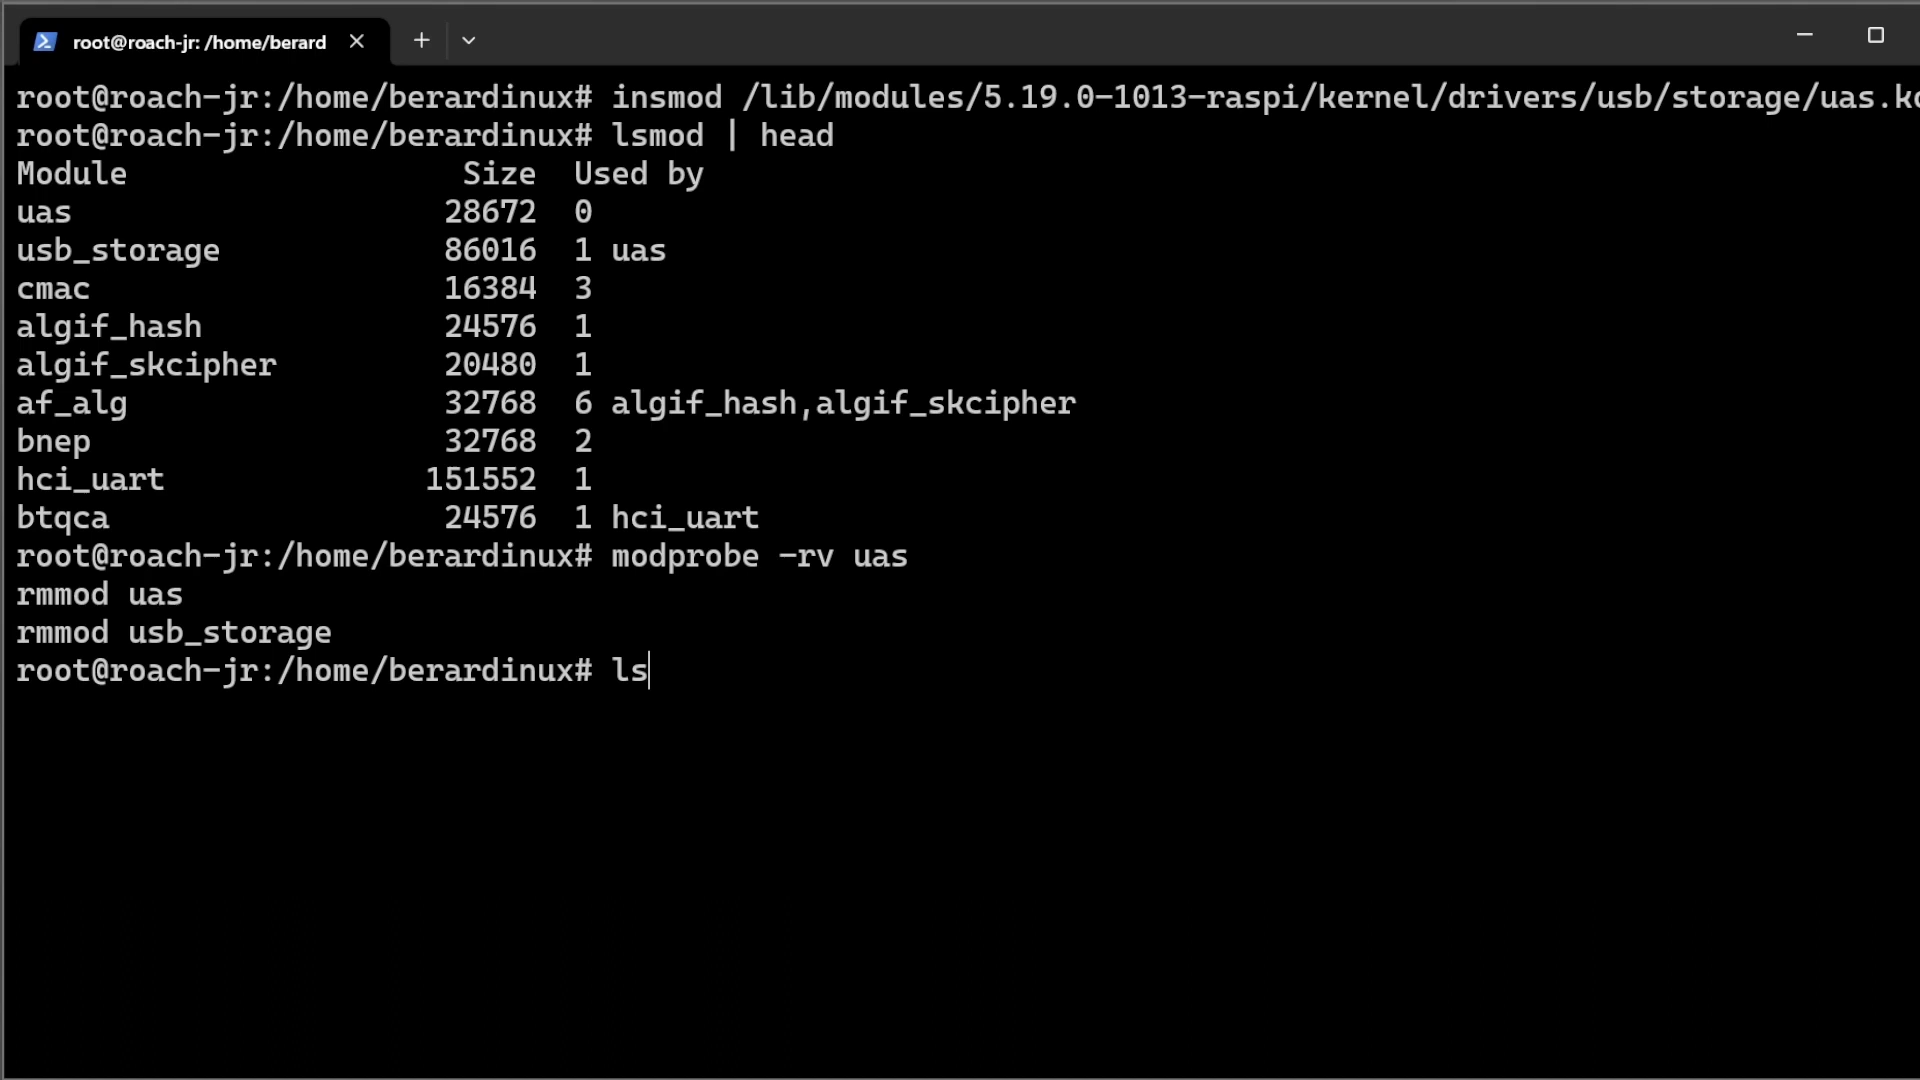 root@roach-jr: /home/berard
root@roach-jr:/home/berardinux# insmod /lib/modules/5.19.0-1013-raspi/kernel/drivers/usb/storage/uas.ko
root@roach-jr:/home/berardinux# lsmod | head
Module                  Size  Used by
uas                    28672  0
usb_storage            86016  1 uas
cmac                   16384  3
algif_hash             24576  1
algif_skcipher         20480  1
af_alg                 32768  6 algif_hash,algif_skcipher
bnep                   32768  2
hci_uart              151552  1
btqca                  24576  1 hci_uart
root@roach-jr:/home/berardinux# modprobe -rv uas
rmmod uas
rmmod usb_storage
root@roach-jr:/home/berardinux# ls